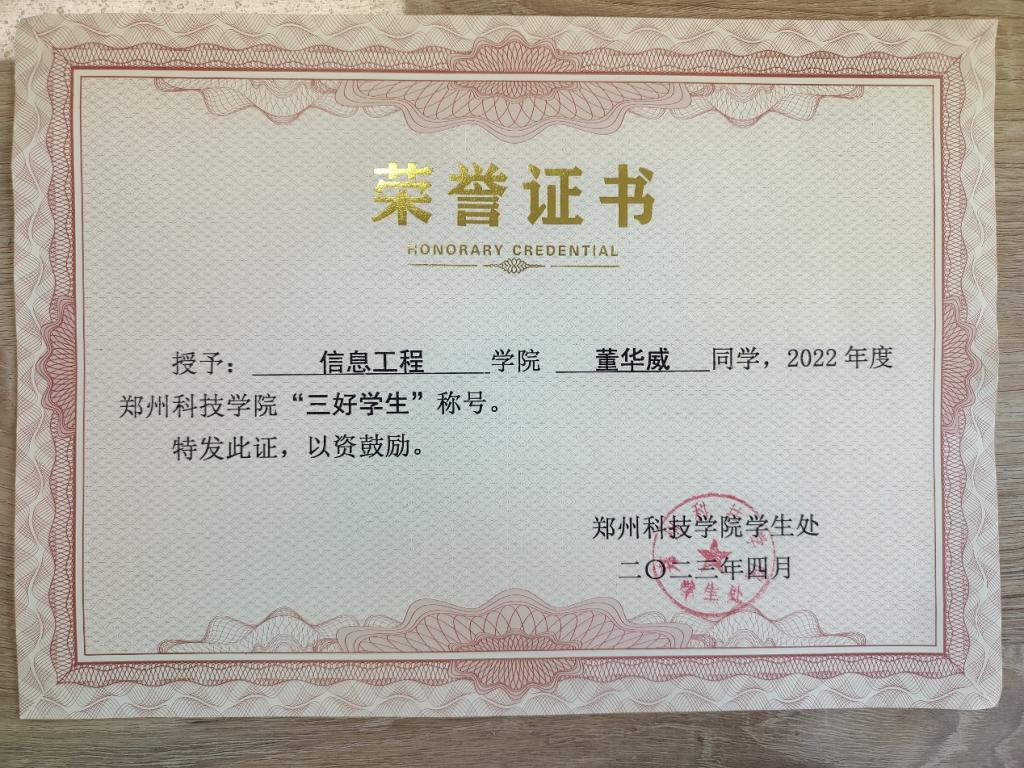 荣誉证书
HONORARY CREDENTIAL
授予：信息工程学院 董华威同学，2022年度
郑州科技学院“三好学生”称号。
特发此证，以资鼓励。
郑州科技学院学生处
二〇二三年四月
学生处